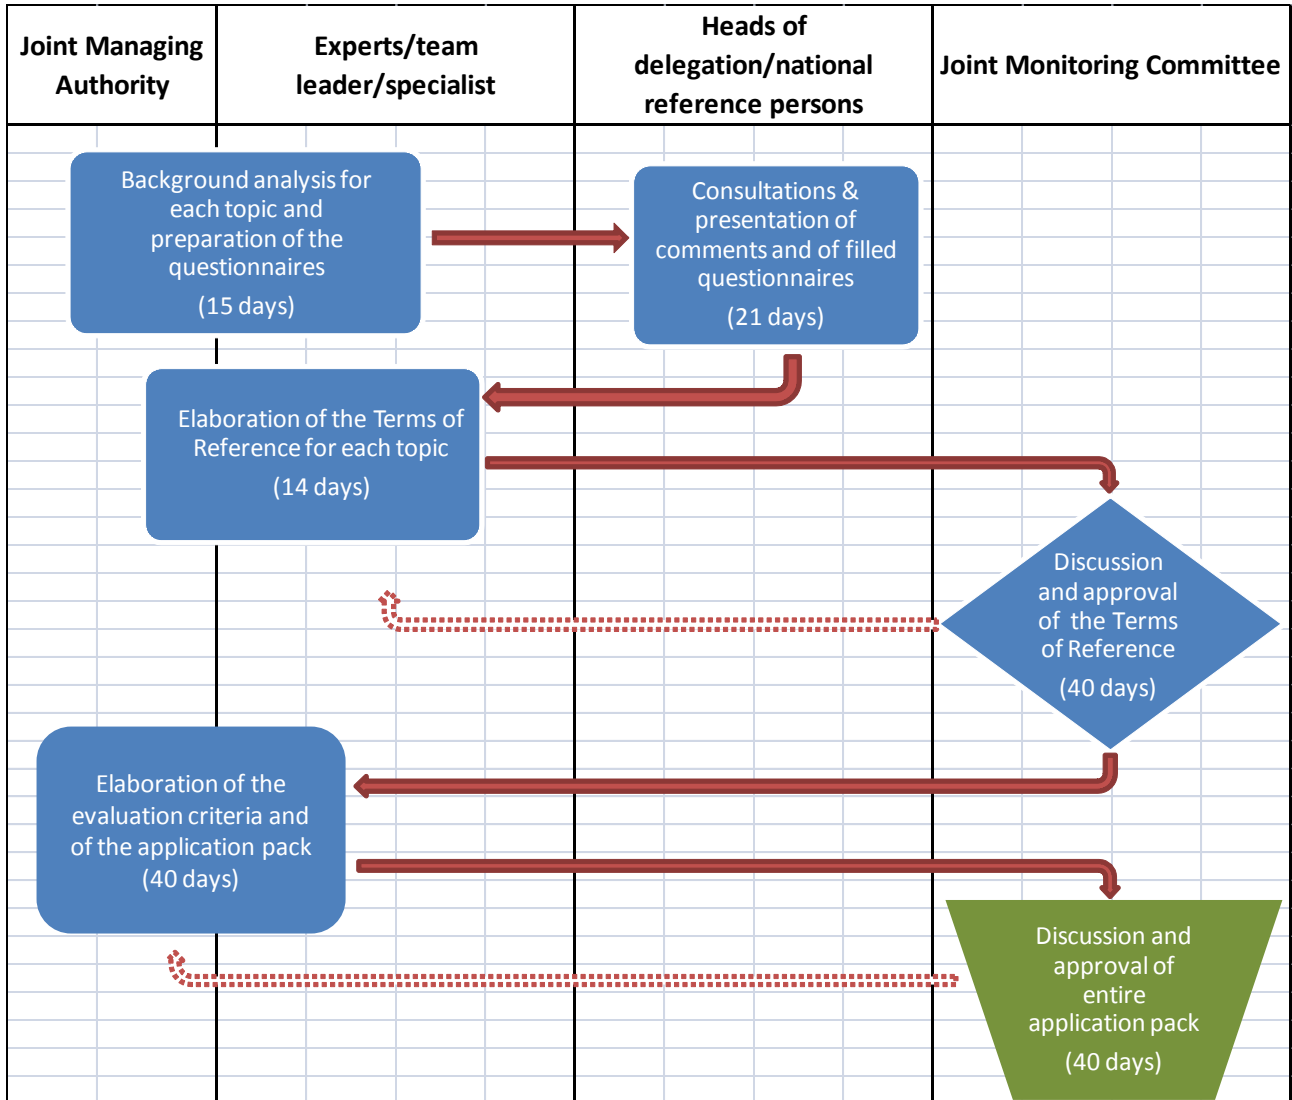 Joint Managing
Authority
Experts/team
leader/specialist
Heads of
delegation/national
reference persons
Joint Monitoring Committee
Background analysis for
each topic and
preparation of the
questionnaires
(15 days)
Consultations &
presentation of
comments and of filled
questionnaires
(21 days)
Elaboration of the Terms of
Reference for each topic
(14 days)
Discussion
and approval
of the Terms
of Reference
(40 days)
Elaboration of the
evaluation criteria and
of the application pack
(40 days)
Discussion and
approval of
entire
application pack
(40 days)